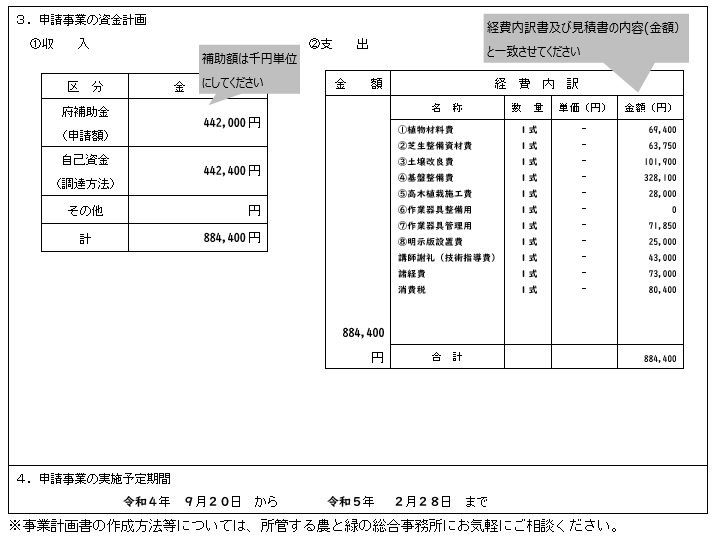 ３．申請事業の資金計画
①収　　入
補助額は千円単位
にしてください
区　分　金
府補助金
（申請額）
442,000 円
自己資金
（調達方法）
442,400 円
その他　円
計　884,400 円
②支　　出
経費内訳書及び見積書の内容(金額）
と一致させてください
金　　額　経　費　内　訳
名　称　数　量　単価（円）　金額（円）
①植物材料費　1 式　-　69,400
②芝生整備資材費　1 式　-　63,750
③土壌改良費　1 式　-　101,900
④基盤整備費　1 式　-　328,100
⑤高木植栽施工費　1 式　-　28,000
⑥作業器具整備用　1 式　-　0
⑦作業器具管理用　1 式　-　71,850
⑧明示版設置費　1 式　-　25,000
講師謝礼（技術指導費）　1 式　-　43,000
諸経費　1 式　-　73,000
消費税　1 式　-　80,400
884,400
円
合　計　884,400
４．申請事業の実施予定期間
令和４年　９月２０日　から　令和５年　２月２８日　まで
※事業計画書の作成方法等については、所管する農と緑の総合事務所にお気軽にご相談ください。